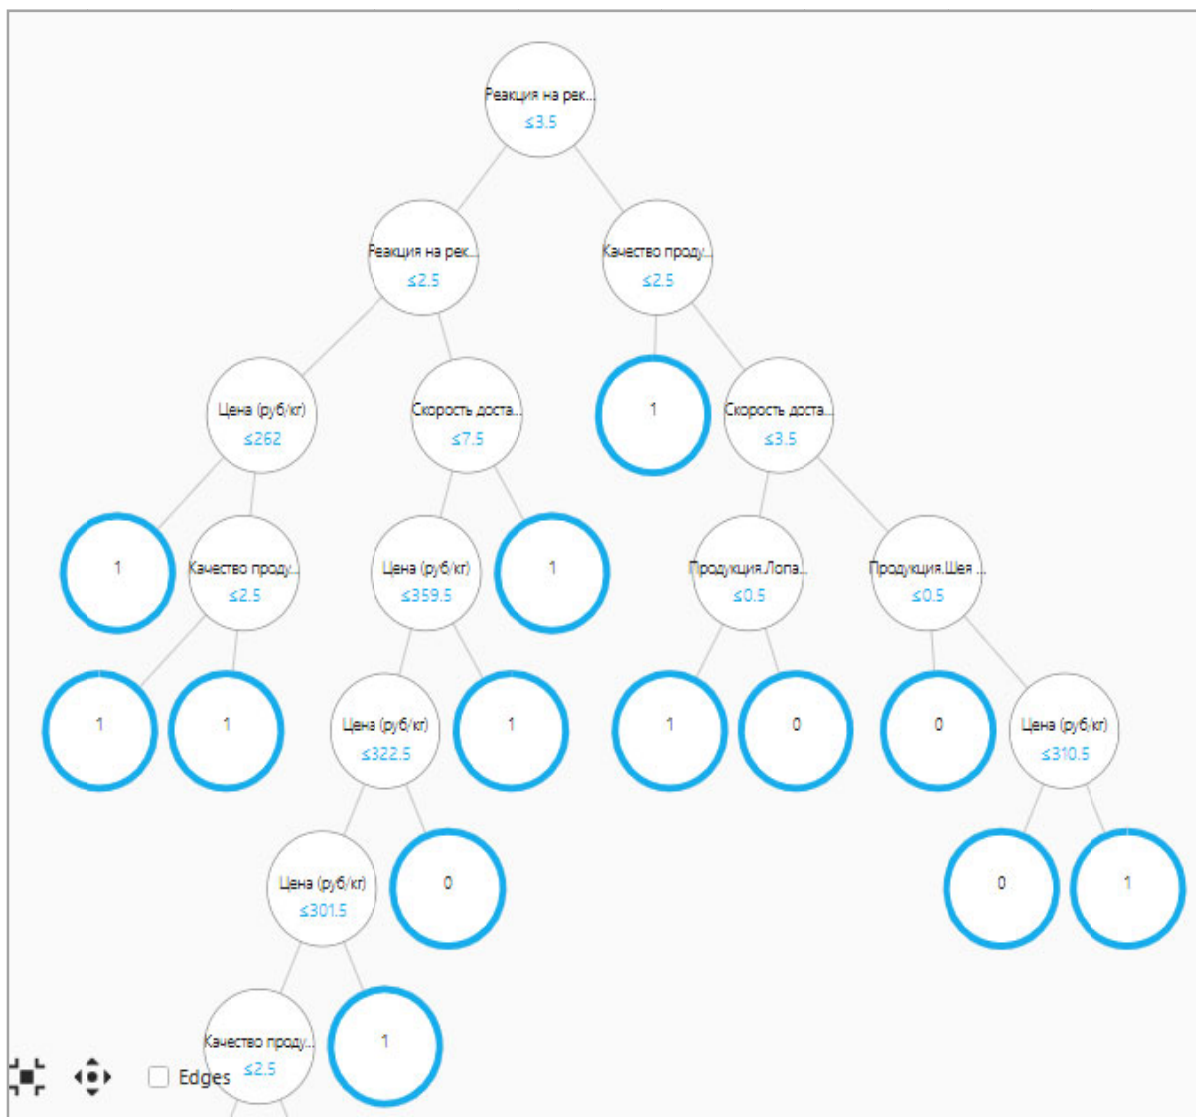 Реакция на рек...
≤3.5
Реакция на рек...
≤2.5
Качество проду...
≤2.5
Цена (руб/кг)
≤262
Скорость доста...
≤7.5
1
Скорость доста...
≤3.5
1
Качество проду...
≤2.5
Цена (руб/кг)
≤359.5
1
Продукция.Лопа...
≤0.5
Продукция.Шея ...
≤0.5
1
1
Цена (руб/кг)
≤322.5
1
1
0
0
Цена (руб/кг)
≤310.5
Цена (руб/кг)
≤301.5
0
0
1
Качество проду...
≤2.5
1
Edges